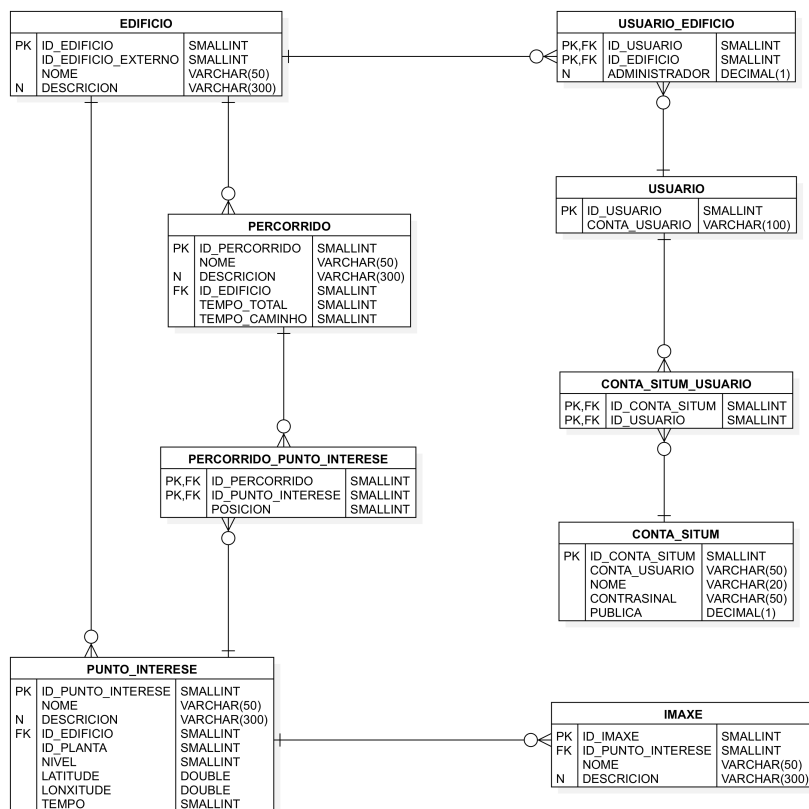 EDIFICIO
PK ID_EDIFICIO SMALLINT
ID_EDIFICIO_EXTERNO SMALLINT
NOME VARCHAR(50)
N DESCRICION VARCHAR(300)
USUARIO_EDIFICIO
PK,FK ID_USUARIO SMALLINT
PK,FK ID_EDIFICIO SMALLINT
N ADMINISTRADOR DECIMAL(1)
USUARIO
PK ID_USUARIO SMALLINT
CONTA_USUARIO VARCHAR(100)
PERCORRIDO
PK ID_PERCORRIDO SMALLINT
NOME VARCHAR(50)
N DESCRICION VARCHAR(300)
FK ID_EDIFICIO SMALLINT
TEMPO_TOTAL SMALLINT
TEMPO_CAMINHO SMALLINT
CONTA_SITUM_USUARIO
PK,FK ID_CONTA_SITUM SMALLINT
PK,FK ID_USUARIO SMALLINT
PERCORRIDO_PUNTO_INTERESE
PK,FK ID_PERCORRIDO SMALLINT
PK,FK ID_PUNTO_INTERESE SMALLINT
POSICION SMALLINT
CONTA_SITUM
PK ID_CONTA_SITUM SMALLINT
CONTA_USUARIO VARCHAR(50)
NOME VARCHAR(20)
CONTRASINAL VARCHAR(50)
PUBLICA DECIMAL(1)
PUNTO_INTERESE
PK ID_PUNTO_INTERESE SMALLINT
NOME VARCHAR(50)
N DESCRICION VARCHAR(300)
FK ID_EDIFICIO SMALLINT
ID_PLANTA SMALLINT
NIVEL SMALLINT
LATITUDE DOUBLE
LONXITUDE DOUBLE
TEMPO SMALLINT
IMAXE
PK ID_IMAXE SMALLINT
FK ID_PUNTO_INTERESE SMALLINT
NOME VARCHAR(50)
N DESCRICION VARCHAR(300)